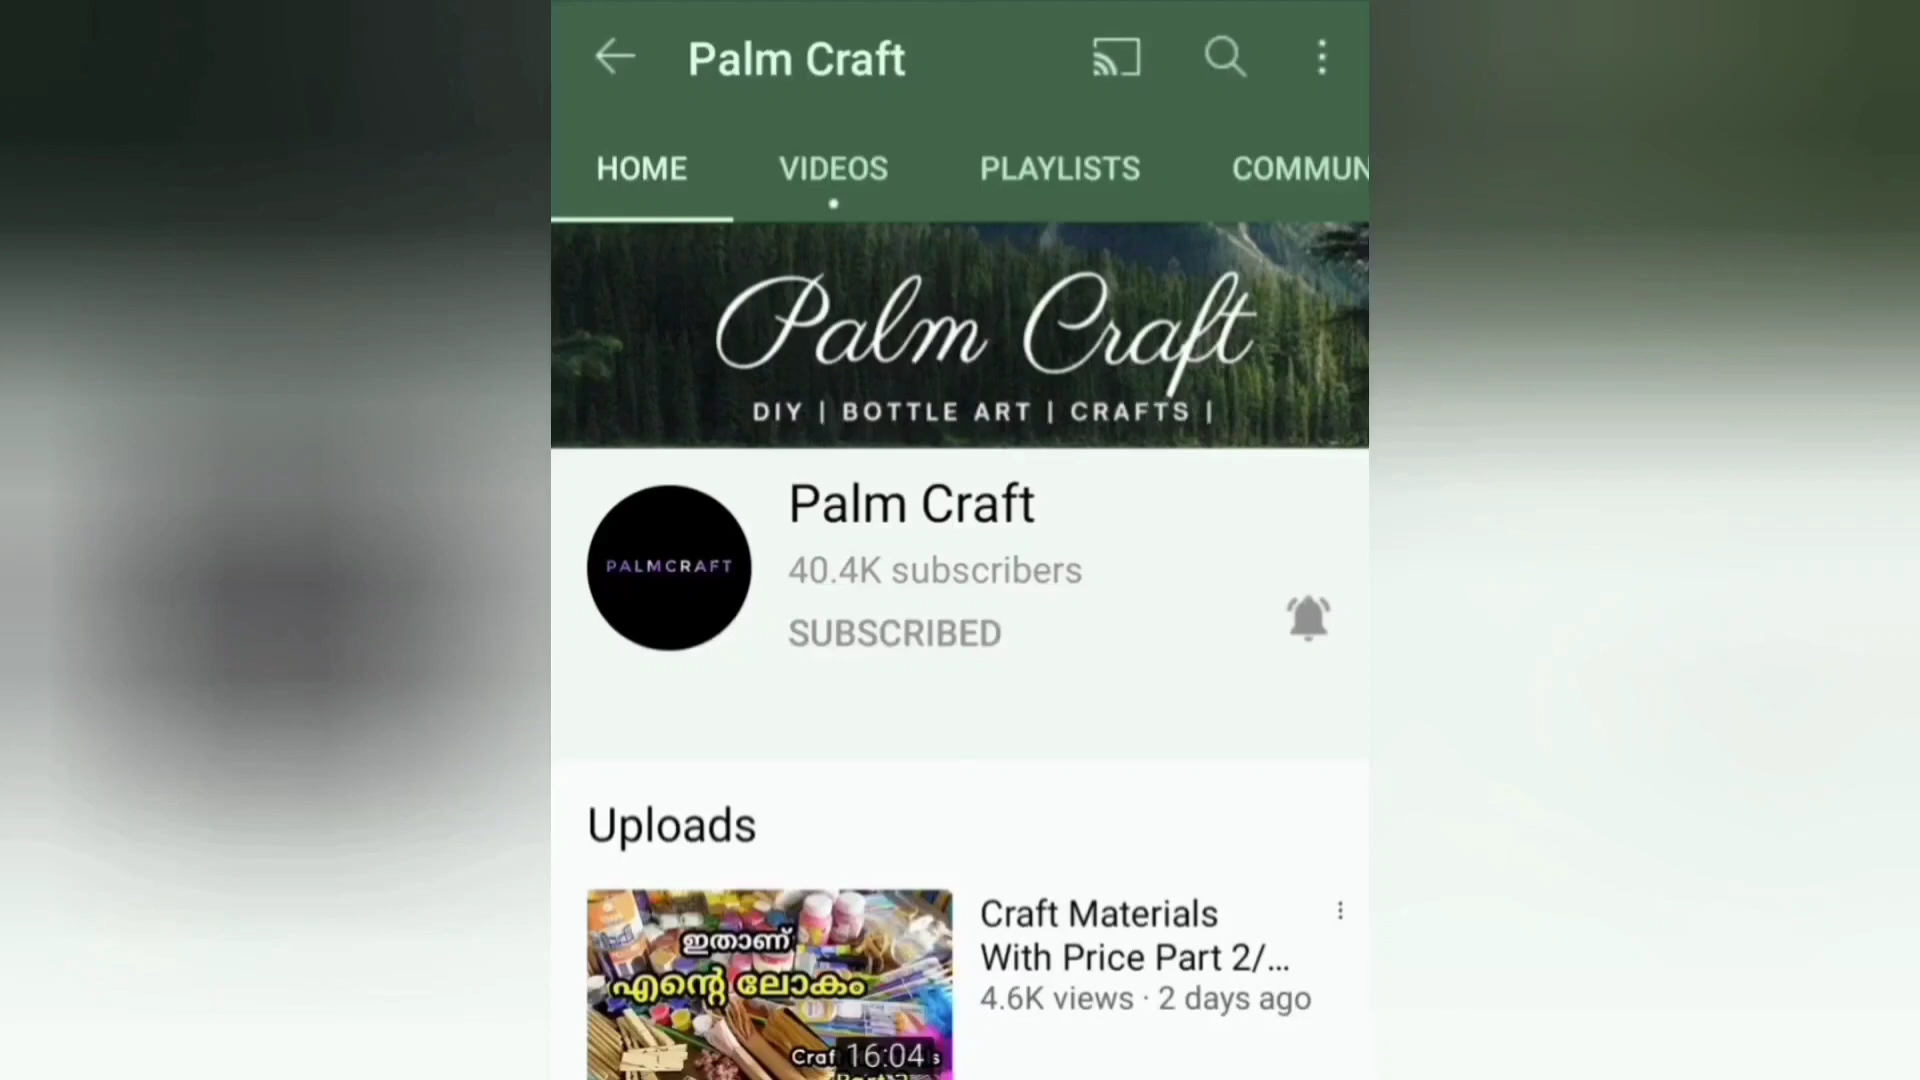 Palm Craft
HOME VIDEOS PLAYLISTS COMMUN
Palm Craft
DIY | BOTTLE ART | CRAFTS |
PALMCRAFT
Palm Craft
40.4K subscribers
SUBSCRIBED
Uploads
ഇതാണ്
എന്റെ ലോകം
Craf
16:04
Craft Materials
With Price Part 2/...
4.6K views · 2 days ago